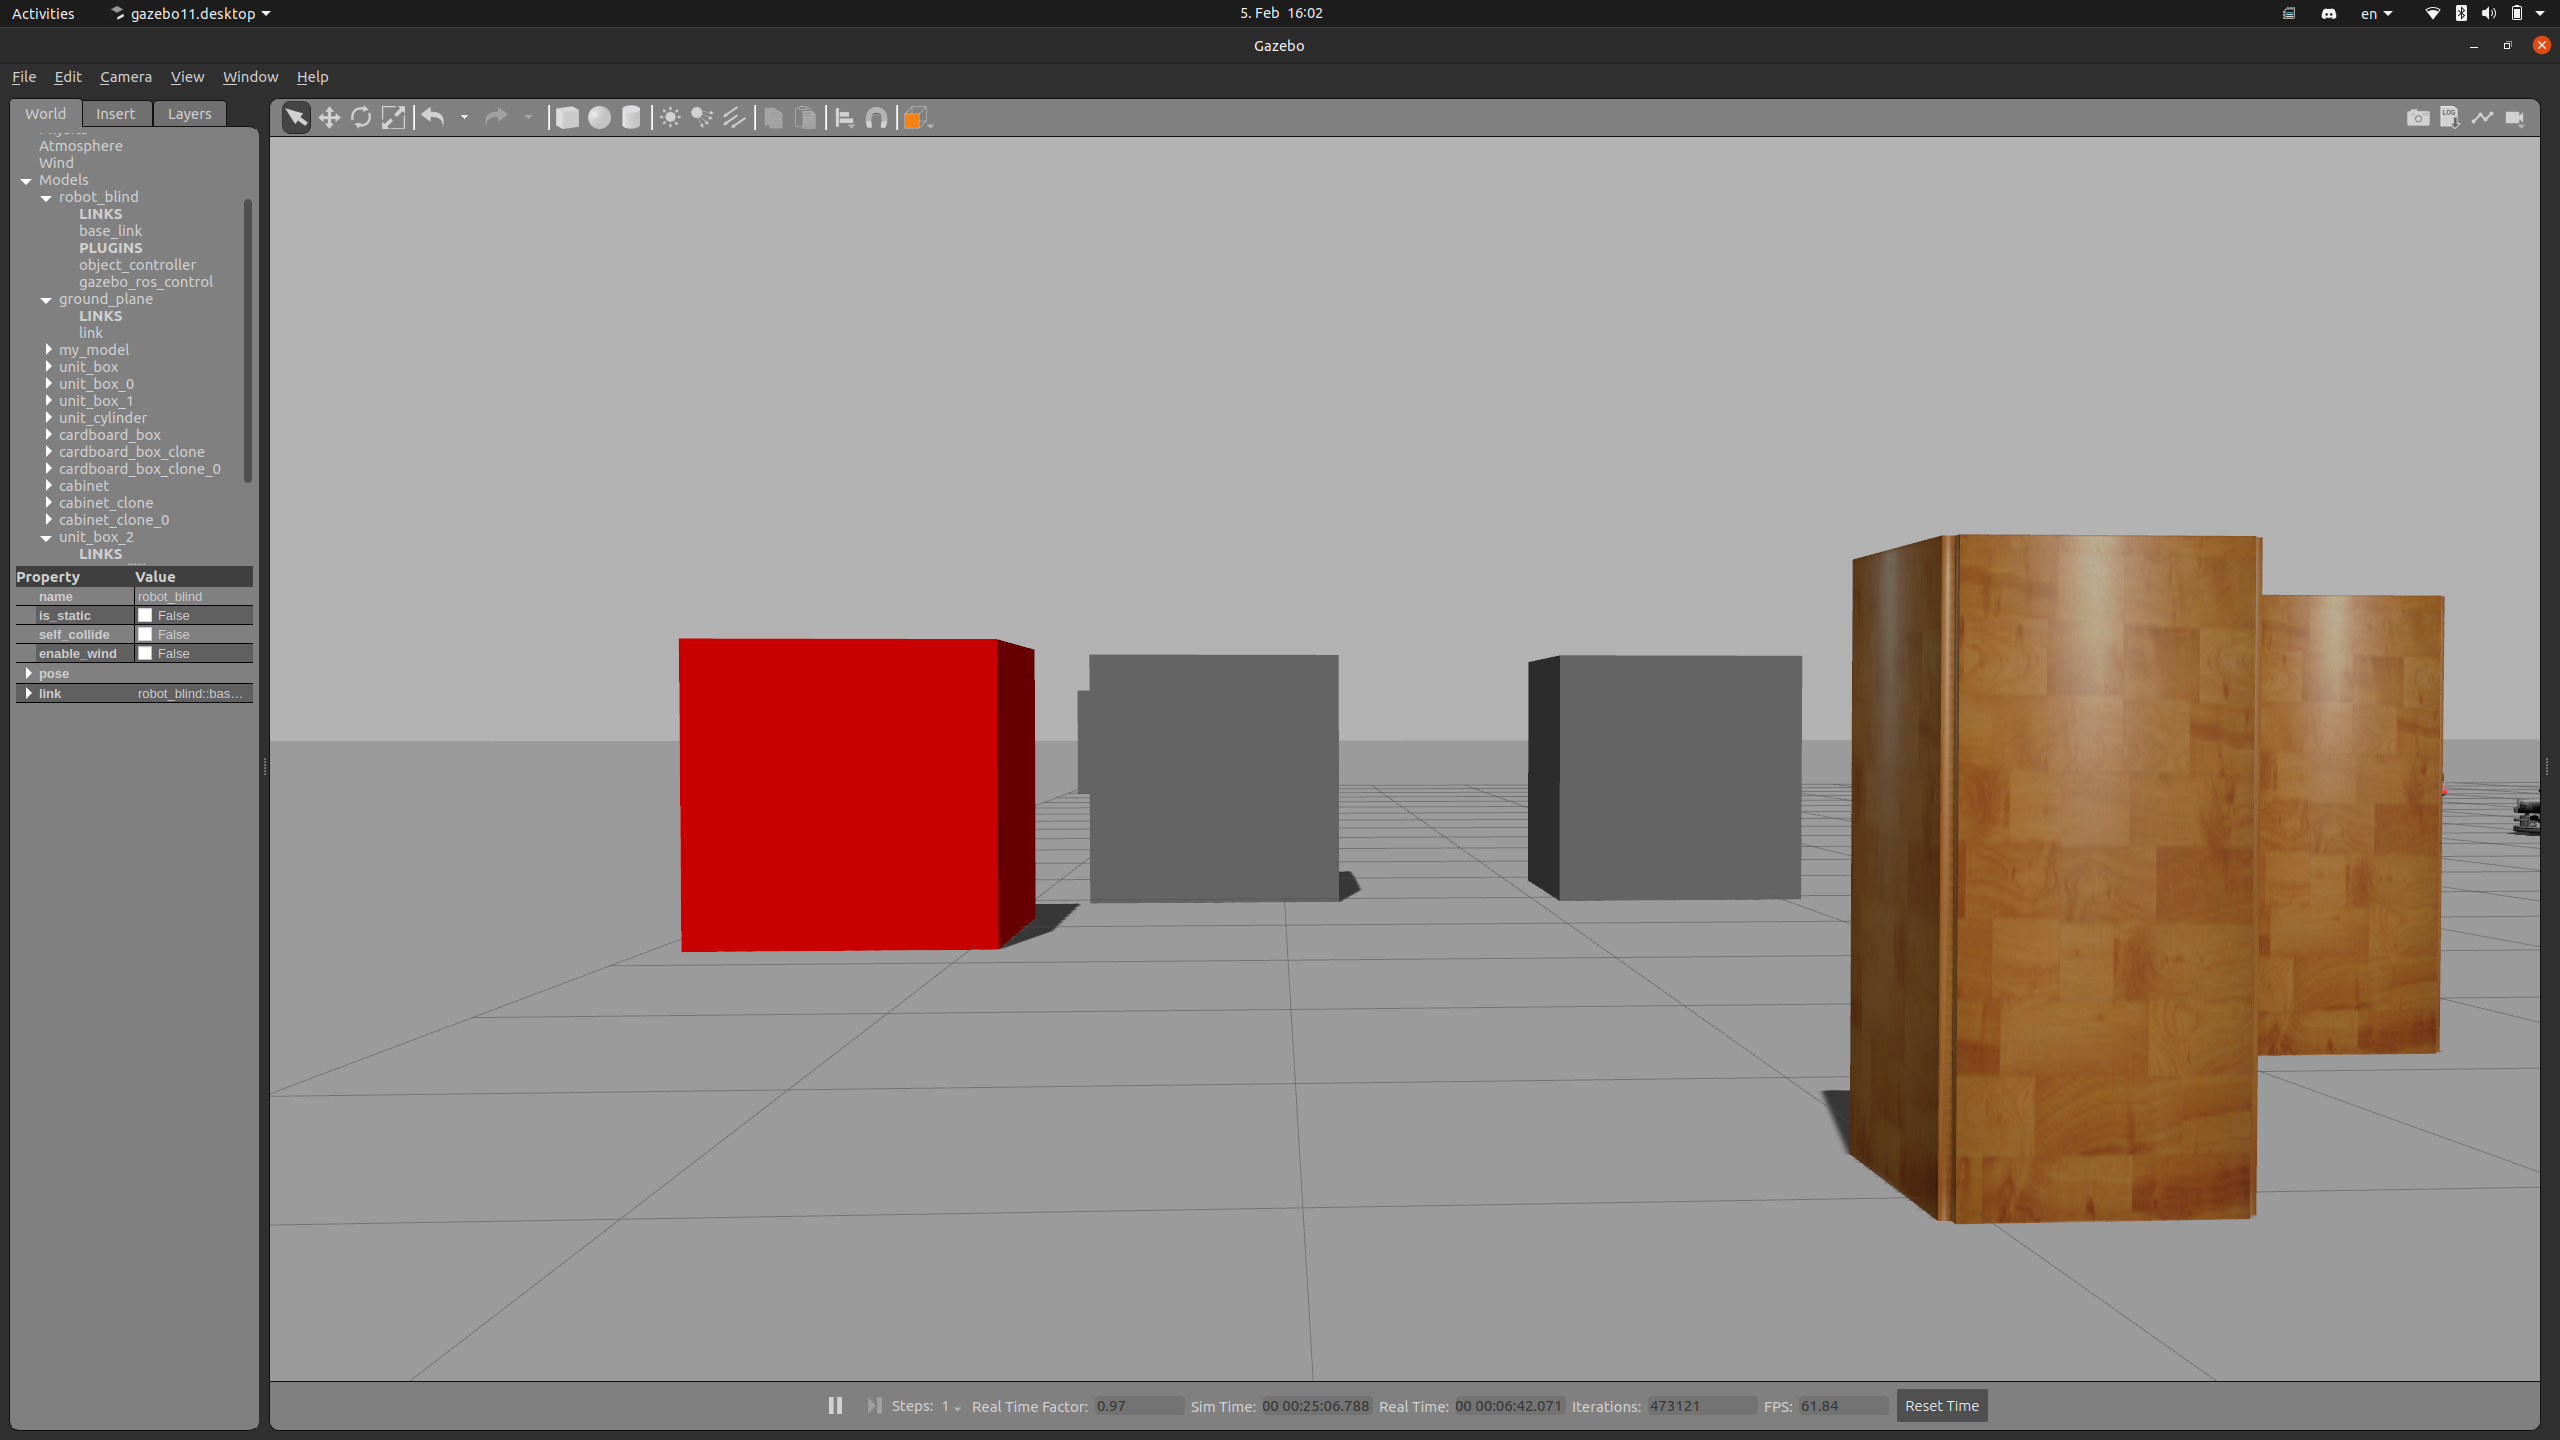 Activities gazebo11.desktop 5. Feb 16:02 en
Gazebo
File Edit Camera View Window Help
World Insert Layers
LOG
Physics
Atmosphere
Wind
Models
robot_blind
LINKS
base_link
PLUGINS
object_controller
gazebo_ros_control
ground_plane
LINKS
link
my_model
unit_box
unit_box_0
unit_box_1
unit_cylinder
cardboard_box
cardboard_box_clone
cardboard_box_clone_0
cabinet
cabinet_clone
cabinet_clone_0
unit_box_2
LINKS
Property Value
name robot_blind
is_static False
self_collide False
enable_wind False
pose
link robot_blind::bas...
Steps: 1 Real Time Factor: 0.97 Sim Time: 00 00:25:06.788 Real Time: 00 00:06:42.071 Iterations: 473121 FPS: 61.84 Reset Time